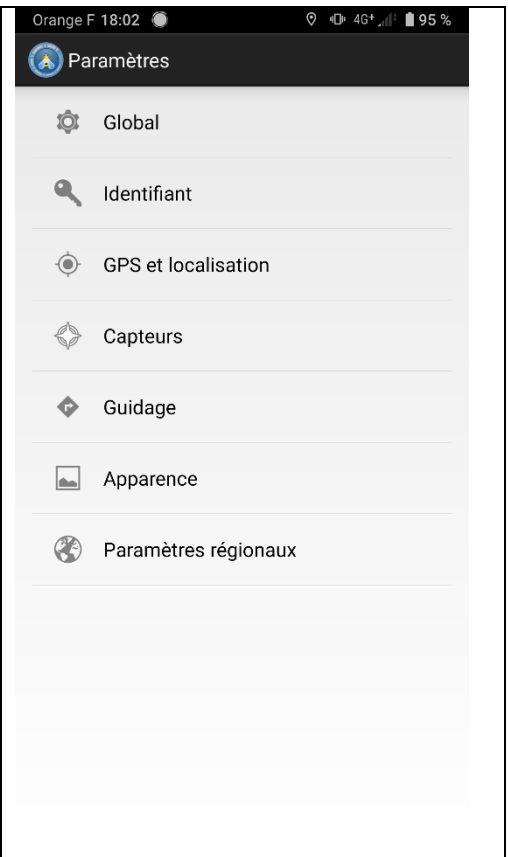 Orange F 18:02 4G+ 95 %
Paramètres
Global
Identifiant
GPS et localisation
Capteurs
Guidage
Apparence
Paramètres régionaux